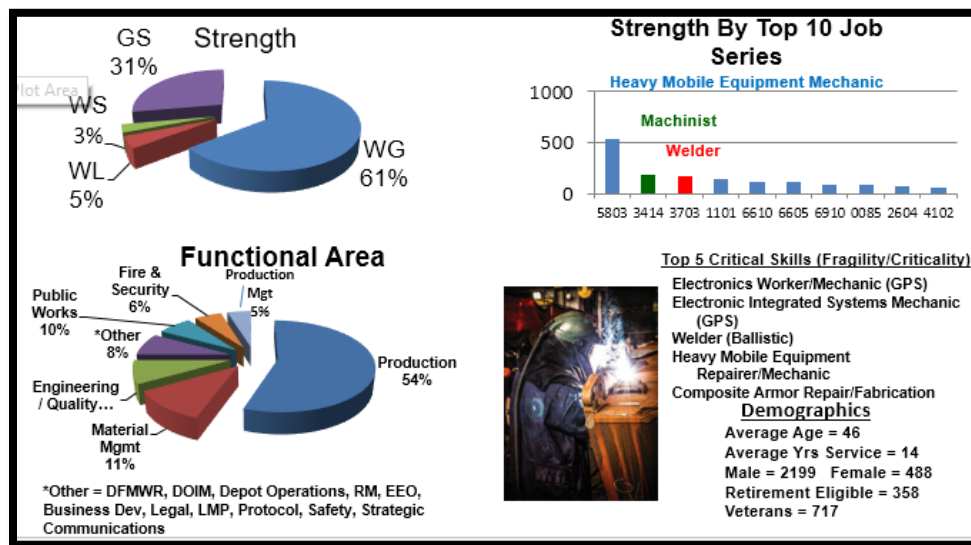 Strength
GS
31%
Plot Area
WS
3%
WL
5%
WG
61%
Strength By Top 10 Job
Series
Heavy Mobile Equipment Mechanic
1000
Machinist
500
Welder
0
5803 3414 3703 1101 6610 6605 6910 0085 2604 4102
Functional Area
Production
Mgt
5%
Fire &
Security
6%
Public
Works
10%
*Other
8%
Engineering
/ Quality...
Material
Mgmt
11%
Production
54%
*Other = DFMWR, DOIM, Depot Operations, RM, EEO,
Business Dev, Legal, LMP, Protocol, Safety, Strategic
Communications
Top 5 Critical Skills (Fragility/Criticality)
Electronics Worker/Mechanic (GPS)
Electronic Integrated Systems Mechanic
(GPS)
Welder (Ballistic)
Heavy Mobile Equipment
Repairer/Mechanic
Composite Armor Repair/Fabrication
Demographics
Average Age = 46
Average Yrs Service = 14
Male = 2199 Female = 488
Retirement Eligible = 358
Veterans = 717